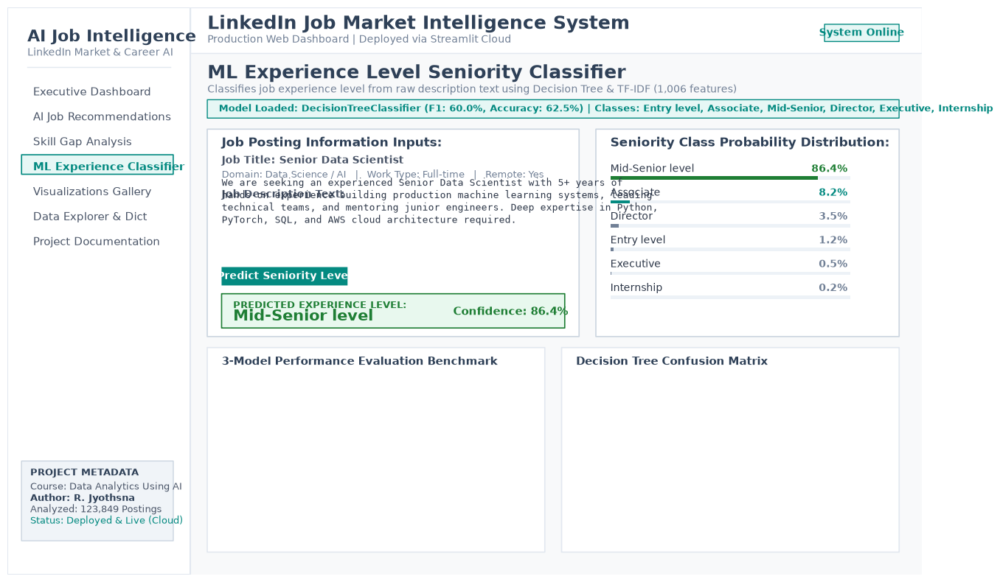 AI Job Intelligence
LinkedIn Market & Career AI
Executive Dashboard
AI Job Recommendations
Skill Gap Analysis
ML Experience Classifier
Visualizations Gallery
Data Explorer & Dict
Project Documentation
PROJECT METADATA
Course: Data Analytics Using AI
Author: R. Jyothsna
Analyzed: 123,849 Postings
Status: Deployed & Live (Cloud)
LinkedIn Job Market Intelligence System
Production Web Dashboard | Deployed via Streamlit Cloud
System Online
ML Experience Level Seniority Classifier
Classifies job experience level from raw description text using Decision Tree & TF-IDF (1,006 features)
Model Loaded: DecisionTreeClassifier (F1: 60.0%, Accuracy: 62.5%) | Classes: Entry level, Associate, Mid-Senior, Director, Executive, Internship
Job Posting Information Inputs:
Job Title: Senior Data Scientist
Domain: Data Science / AI | Work Type: Full-time | Remote: Yes
Job Description Text:
We are seeking an experienced Senior Data Scientist with 5+ years of
hands-on experience building production machine learning systems, leading
technical teams, and mentoring junior engineers. Deep expertise in Python,
PyTorch, SQL, and AWS cloud architecture required.
Predict Seniority Level
PREDICTED EXPERIENCE LEVEL:
Mid-Senior level
Confidence: 86.4%
Seniority Class Probability Distribution:
Mid-Senior level 86.4%
Associate 8.2%
Director 3.5%
Entry level 1.2%
Executive 0.5%
Internship 0.2%
3-Model Performance Evaluation Benchmark
Decision Tree Confusion Matrix